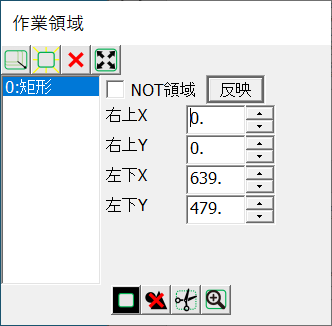 作業領域
0:矩形
NOT領域 反映
右上X 0.
右上Y 0.
左下X 639.
左下Y 479.